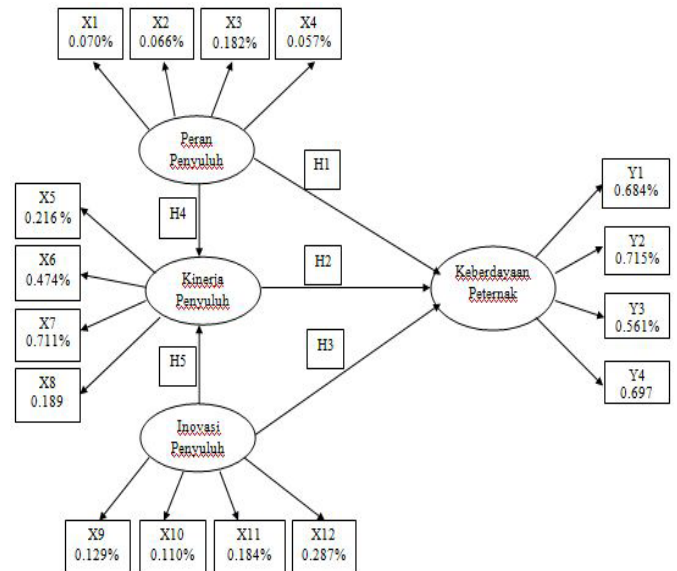 X1
0.070%
X2
0.066%
X3
0.182%
X4
0.057%
Peran
Penyuluh
H1
Y1
0.684%
X5
0.216 %
H4
Y2
0.715%
X6
0.474%
Kinerja
Penyuluh
H2
Keberdayaan
Peternak
Y3
0.561%
X7
0.711%
H3
X8
0.189
H5
Y4
0.697
Inovasi
Penyuluh
X9
0.129%
X10
0.110%
X11
0.184%
X12
0.287%